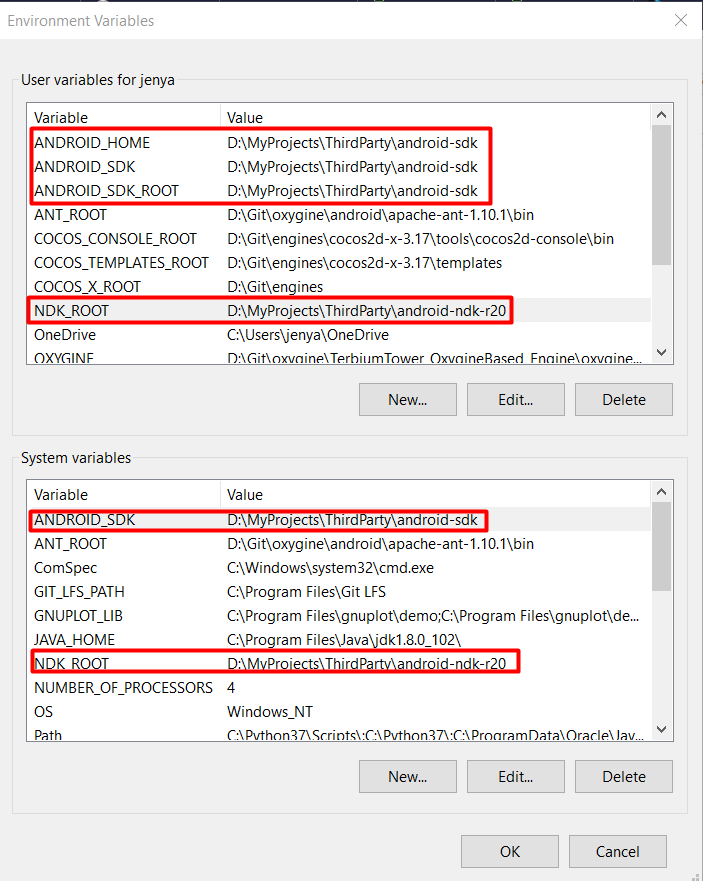 Environment Variables
User variables for jenya
Variable Value
ANDROID_HOME D:\MyProjects\ThirdParty\android-sdk
ANDROID_SDK D:\MyProjects\ThirdParty\android-sdk
ANDROID_SDK_ROOT D:\MyProjects\ThirdParty\android-sdk
ANT_ROOT D:\Git\oxygine\android\apache-ant-1.10.1\bin
COCOS_CONSOLE_ROOT D:\Git\engines\cocos2d-x-3.17\tools\cocos2d-console\bin
COCOS_TEMPLATES_ROOT D:\Git\engines\cocos2d-x-3.17\templates
COCOS_X_ROOT D:\Git\engines
NDK_ROOT D:\MyProjects\ThirdParty\android-ndk-r20
OneDrive C:\Users\jenya\OneDrive
OXYGINE D:\Git\oxygine\TerbiumTower_OxygineBased_Engine\oxygine...
New... Edit... Delete
System variables
Variable Value
ANDROID_SDK D:\MyProjects\ThirdParty\android-sdk
ANT_ROOT D:\Git\oxygine\android\apache-ant-1.10.1\bin
ComSpec C:\Windows\system32\cmd.exe
GIT_LFS_PATH C:\Program Files\Git LFS
GNUPLOT_LIB C:\Program Files\gnuplot\demo;C:\Program Files\gnuplot\de...
JAVA_HOME C:\Program Files\Java\jdk1.8.0_102\
NDK_ROOT D:\MyProjects\ThirdParty\android-ndk-r20
NUMBER_OF_PROCESSORS 4
OS Windows_NT
Path C:\Python37\Scripts\;C:\Python37\;C:\ProgramData\Oracle\Jav...
New... Edit... Delete
OK Cancel